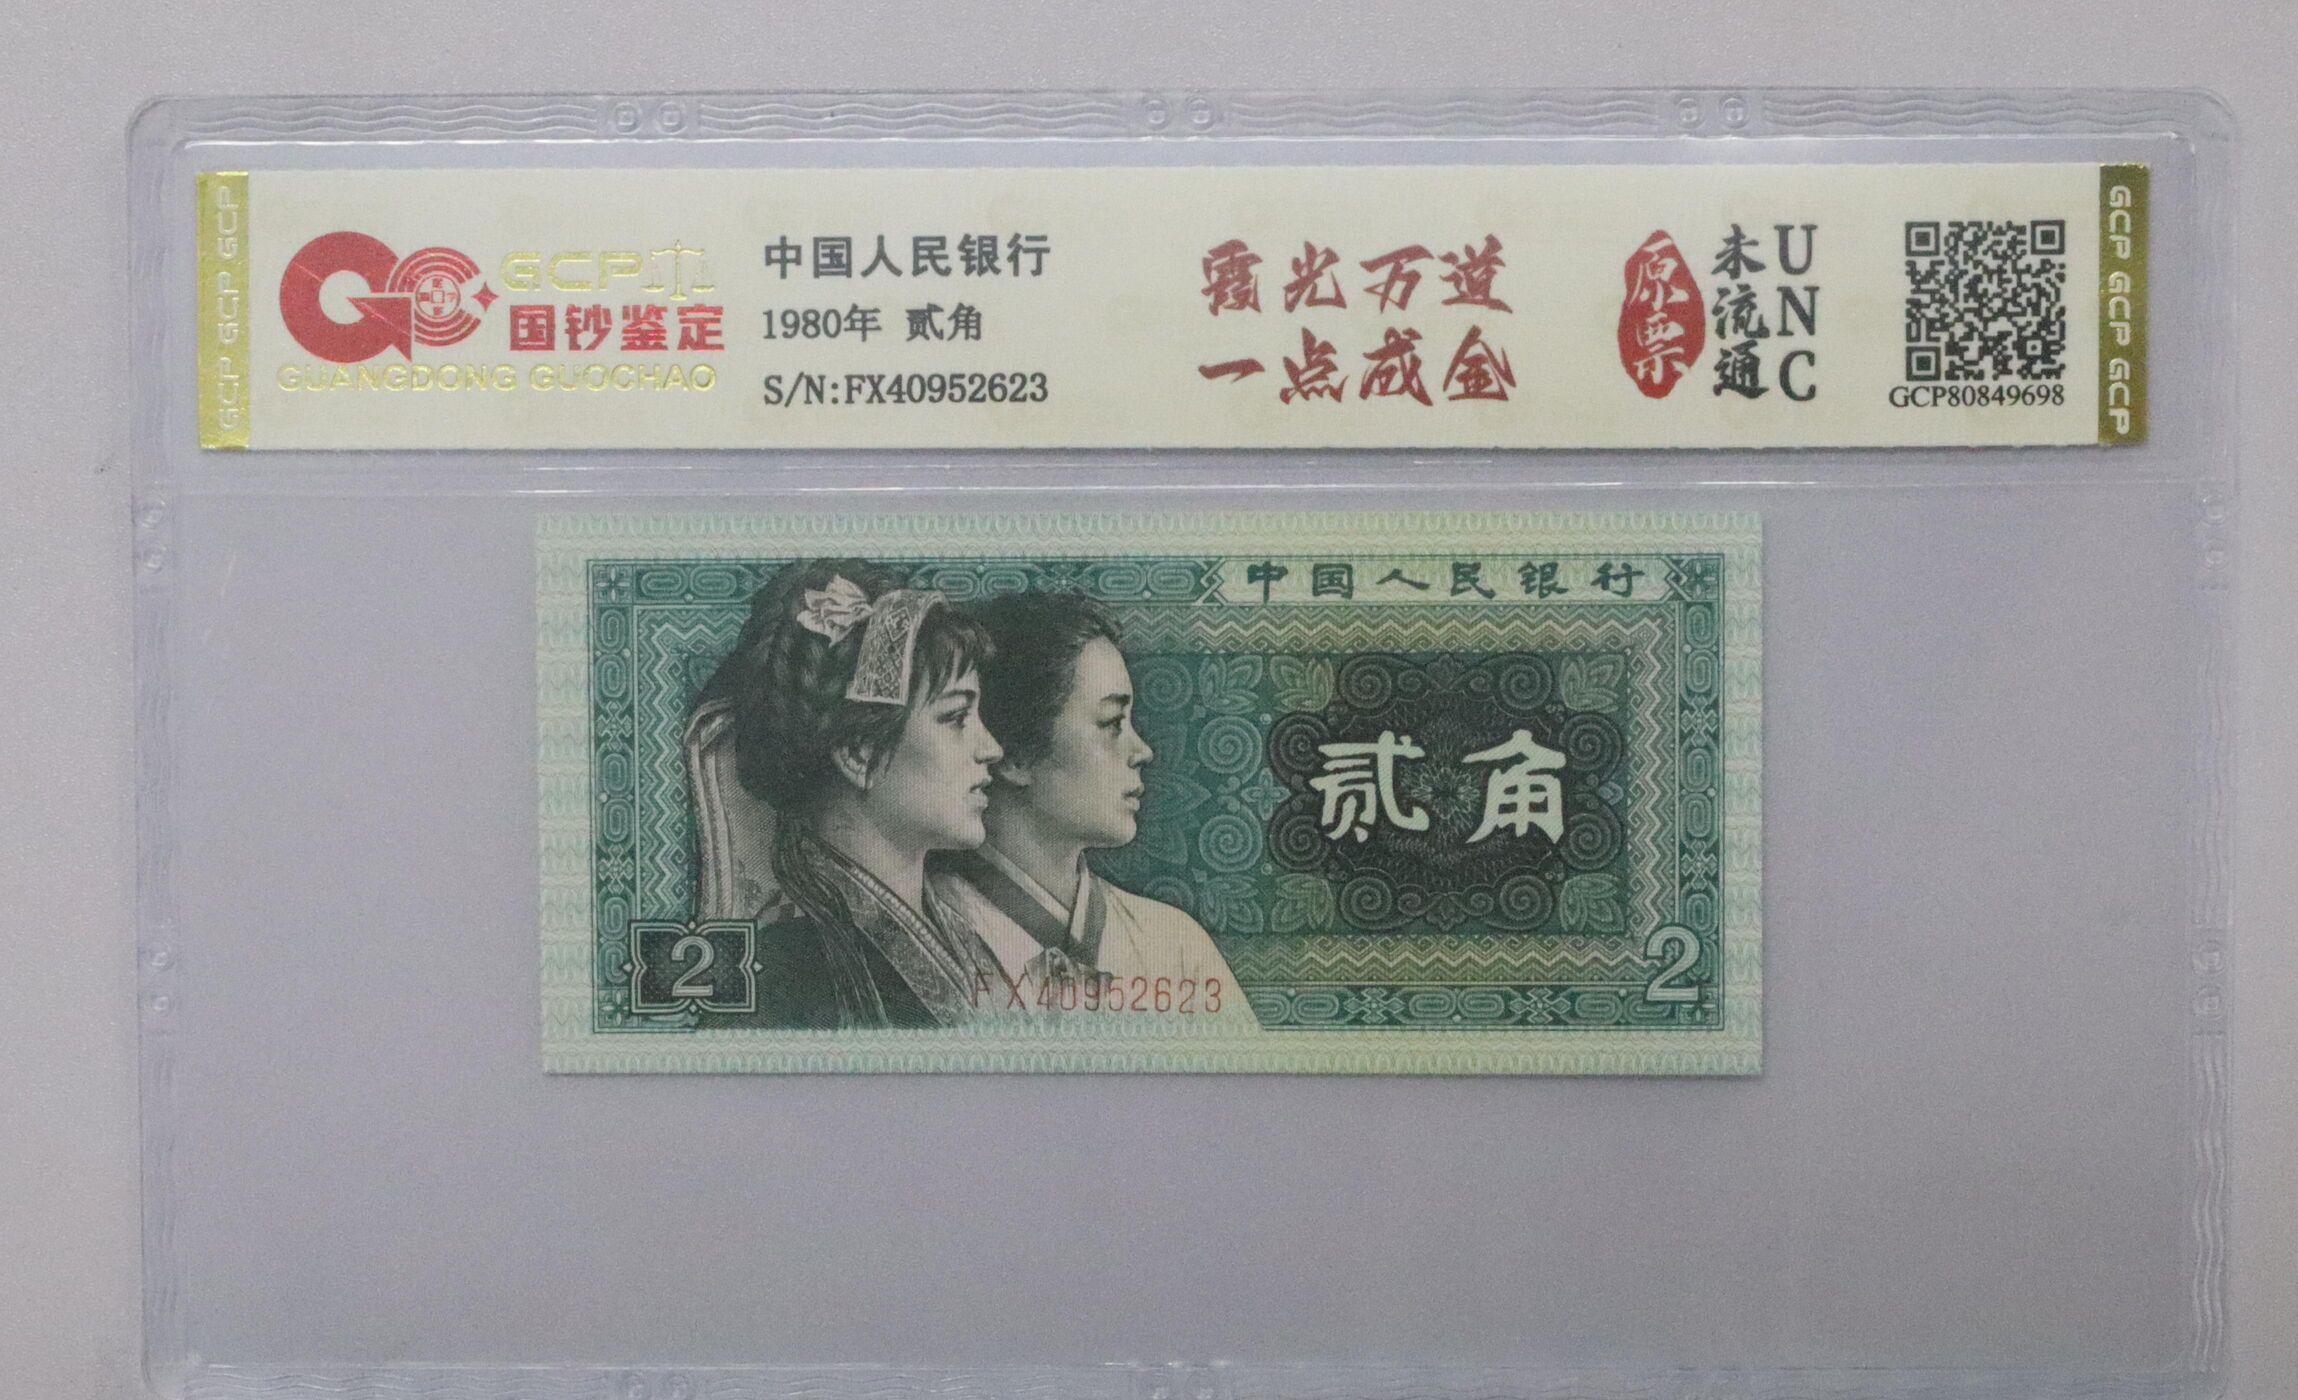 GCP GCP GCP
GCP
国钞鉴定
GUANGDONG GUOCHAO
中国人民银行
1980年 贰角
S/N:FX40952623
霞光万道
一点成金
原票
未流通
UNC
GCP80849698
GCP GCP GCP
中国人民银行
贰角
2
FX40952623
2